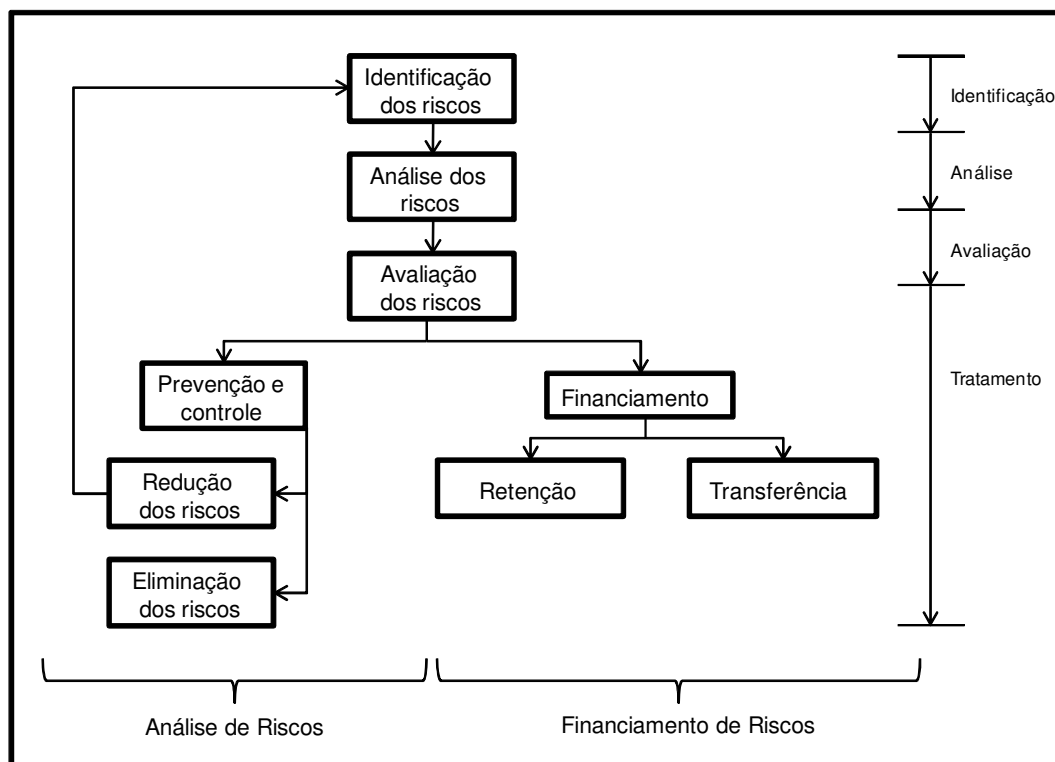 Identificação
dos riscos
Identificação
Análise dos
riscos
Análise
Avaliação
dos riscos
Avaliação
Prevenção e
controle
Financiamento
Tratamento
Redução
dos riscos
Retenção
Transferência
Eliminação
dos riscos
Análise de Riscos
Financiamento de Riscos